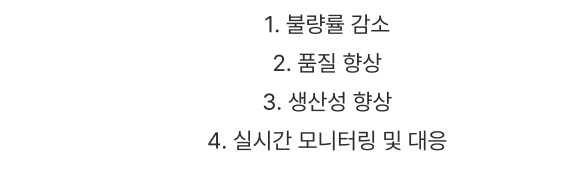 1. 불량률 감소
2. 품질 향상
3. 생산성 향상
4. 실시간 모니터링 및 대응